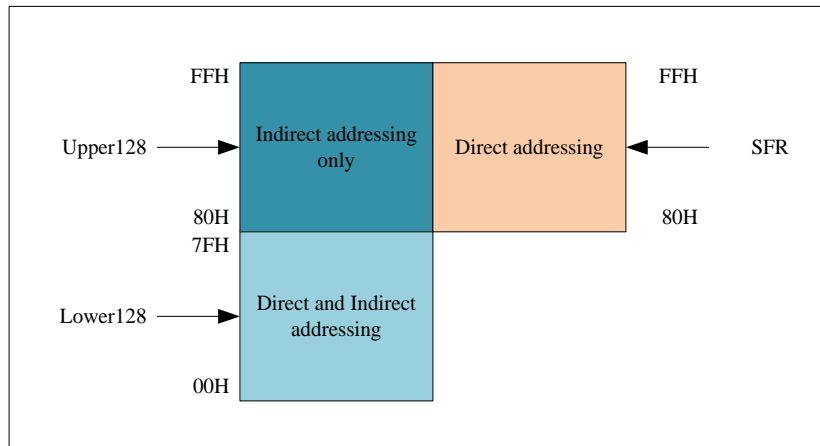 FFH
FFH
Upper128
Indirect addressing
only
Direct addressing
SFR
80H
80H
7FH
Lower128
Direct and Indirect
addressing
00H